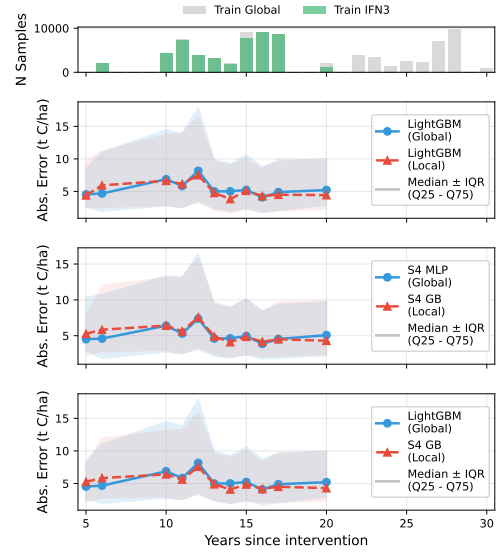 Train Global
Train IFN3
N Samples
10000
0
Abs. Error (t C/ha)
15
10
5
LightGBM
(Global)
LightGBM
(Local)
Median ± IQR
(Q25 - Q75)
Abs. Error (t C/ha)
15
10
5
S4 MLP
(Global)
S4 GB
(Local)
Median ± IQR
(Q25 - Q75)
Abs. Error (t C/ha)
15
10
5
LightGBM
(Global)
S4 GB
(Local)
Median ± IQR
(Q25 - Q75)
5
10
15
20
25
30
Years since intervention